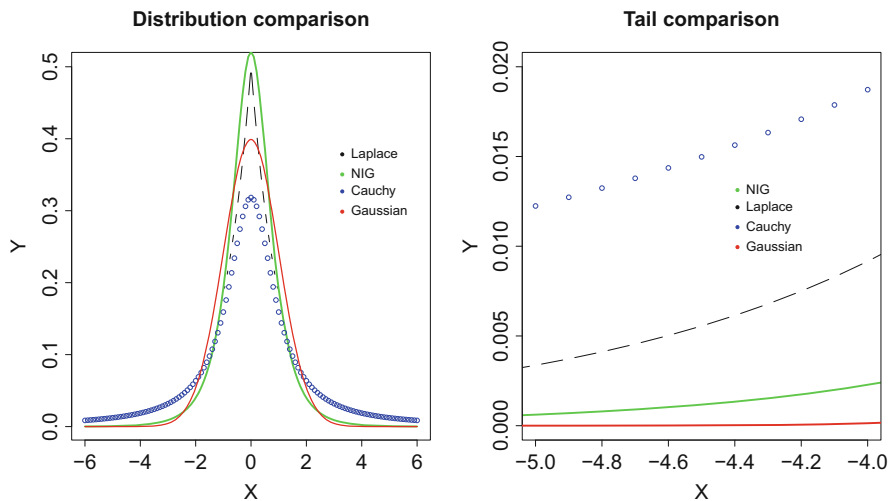 Distribution comparison
0.5
0.4
0.3
0.2
0.1
0.0
Y
Laplace
NIG
Cauchy
Gaussian
−6
−4
−2
0
2
4
6
X
Tail comparison
0.020
0.015
0.010
0.005
0.000
Y
NIG
Laplace
Cauchy
Gaussian
−5.0
−4.8
−4.6
−4.4
−4.2
−4.0
X